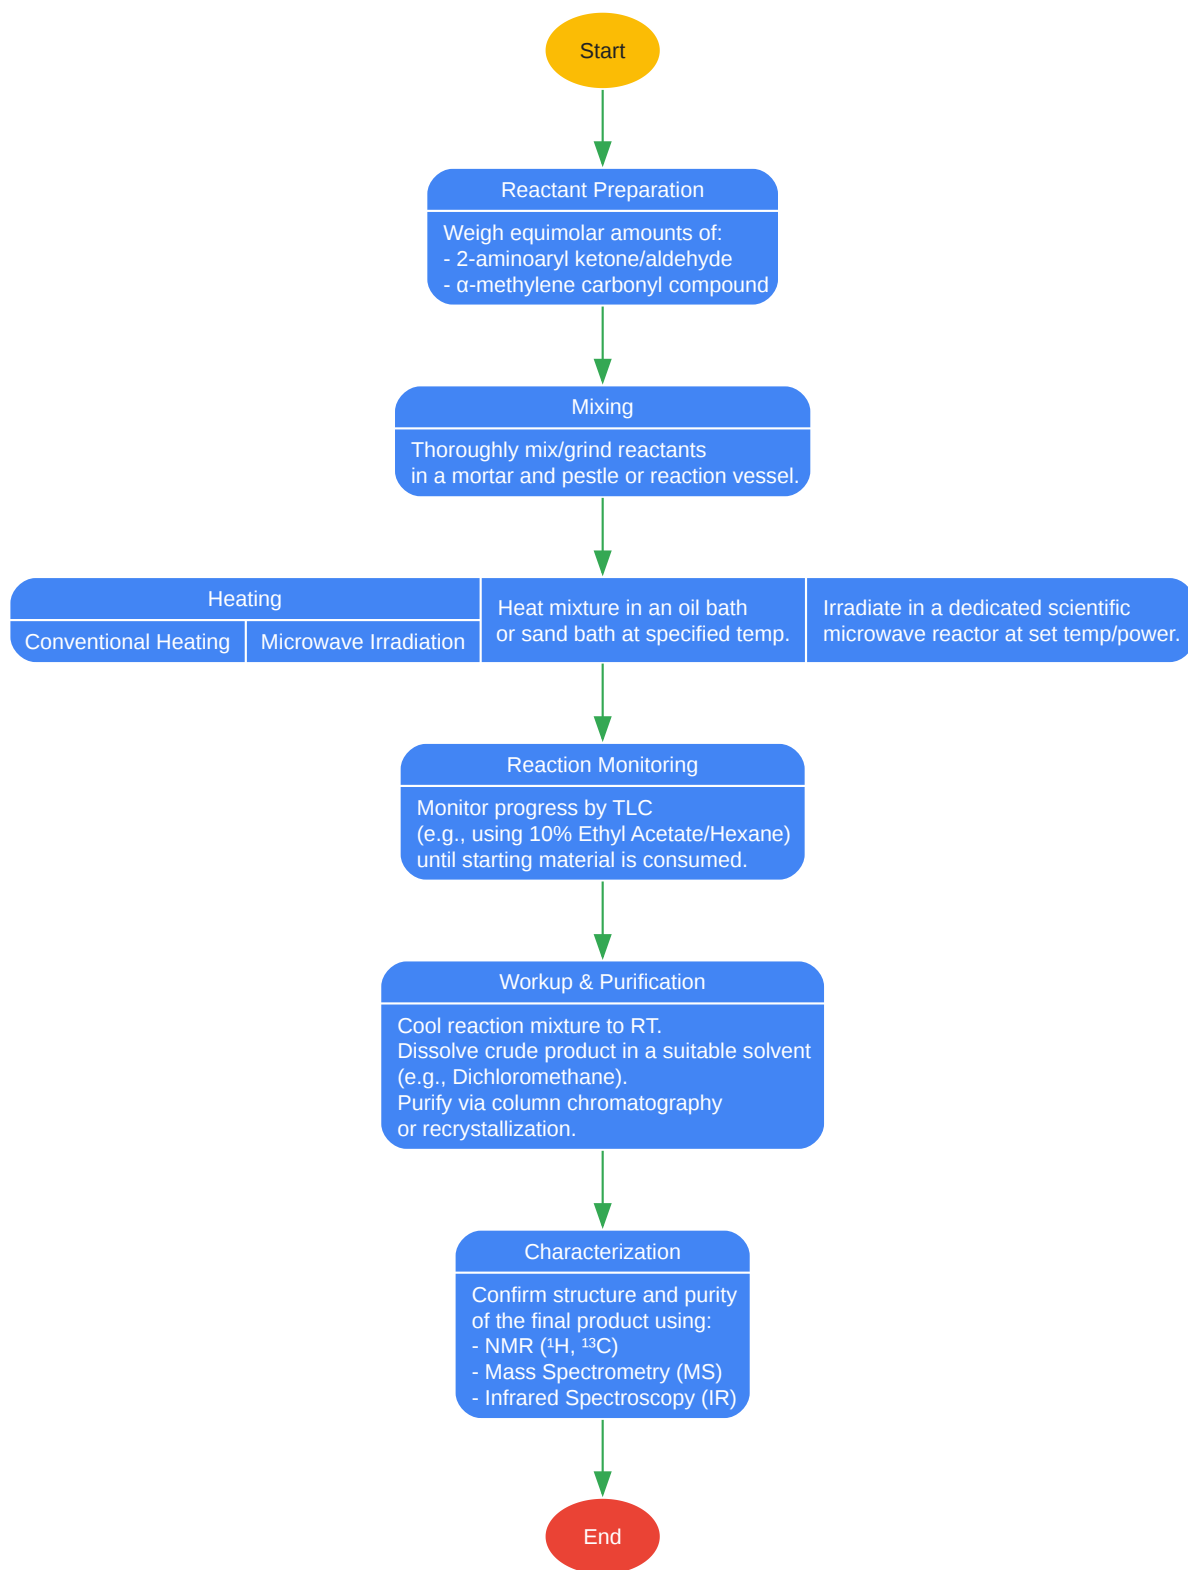 Start
Reactant Preparation
Weigh equimolar amounts of:
- 2-aminoaryl ketone/aldehyde
- α-methylene carbonyl compound
Mixing
Thoroughly mix/grind reactants
in a mortar and pestle or reaction vessel.
Heating
Conventional Heating
Microwave Irradiation
Heat mixture in an oil bath
or sand bath at specified temp.
Irradiate in a dedicated scientific
microwave reactor at set temp/power.
Reaction Monitoring
Monitor progress by TLC
(e.g., using 10% Ethyl Acetate/Hexane)
until starting material is consumed.
Workup & Purification
Cool reaction mixture to RT.
Dissolve crude product in a suitable solvent
(e.g., Dichloromethane).
Purify via column chromatography
or recrystallization.
Characterization
Confirm structure and purity
of the final product using:
- NMR (¹H, ¹³C)
- Mass Spectrometry (MS)
- Infrared Spectroscopy (IR)
End